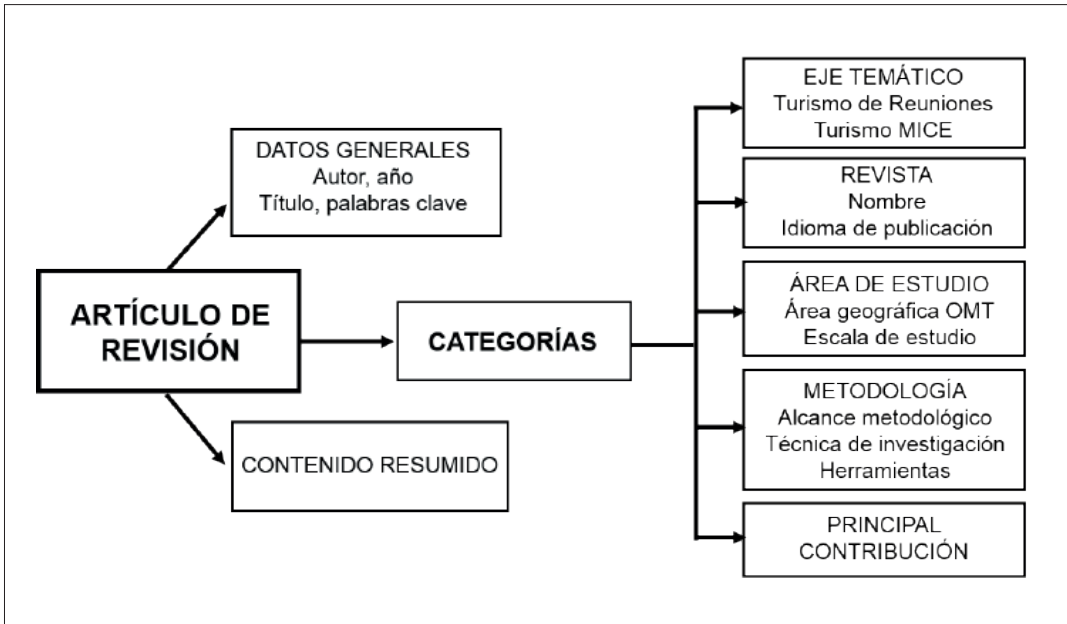 DATOS GENERALES
Autor, año
Título, palabras clave
ARTÍCULO DE
REVISIÓN
CONTENIDO RESUMIDO
CATEGORÍAS
EJE TEMÁTICO
Turismo de Reuniones
Turismo MICE
REVISTA
Nombre
Idioma de publicación
ÁREA DE ESTUDIO
Área geográfica OMT
Escala de estudio
METODOLOGÍA
Alcance metodológico
Técnica de investigación
Herramientas
PRINCIPAL
CONTRIBUCIÓN